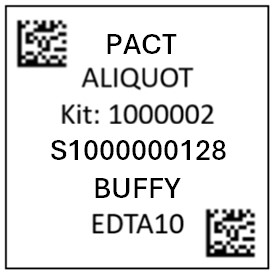 PACT
ALIQUOT
Kit: 1000002
S1000000128
BUFFY
EDTA10